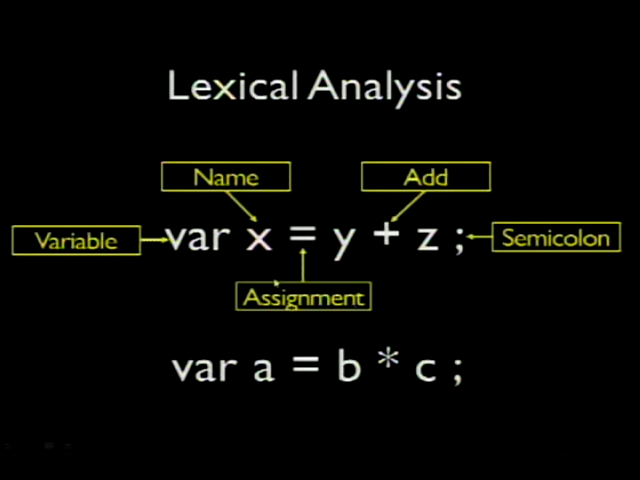 Lexical Analysis
Name
Add
Variable
var x = y + z ;
Semicolon
Assignment
var a = b * c ;